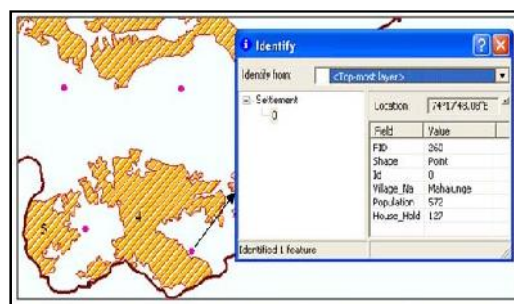 Identify
Identify from: <Top-most layer>
Settlement
0
Location:
Field Value
FID 260
Shape Point
Id 0
Village_Na Mahaunge
Population 572
House_Hold 127
Identified 1 feature
5
4